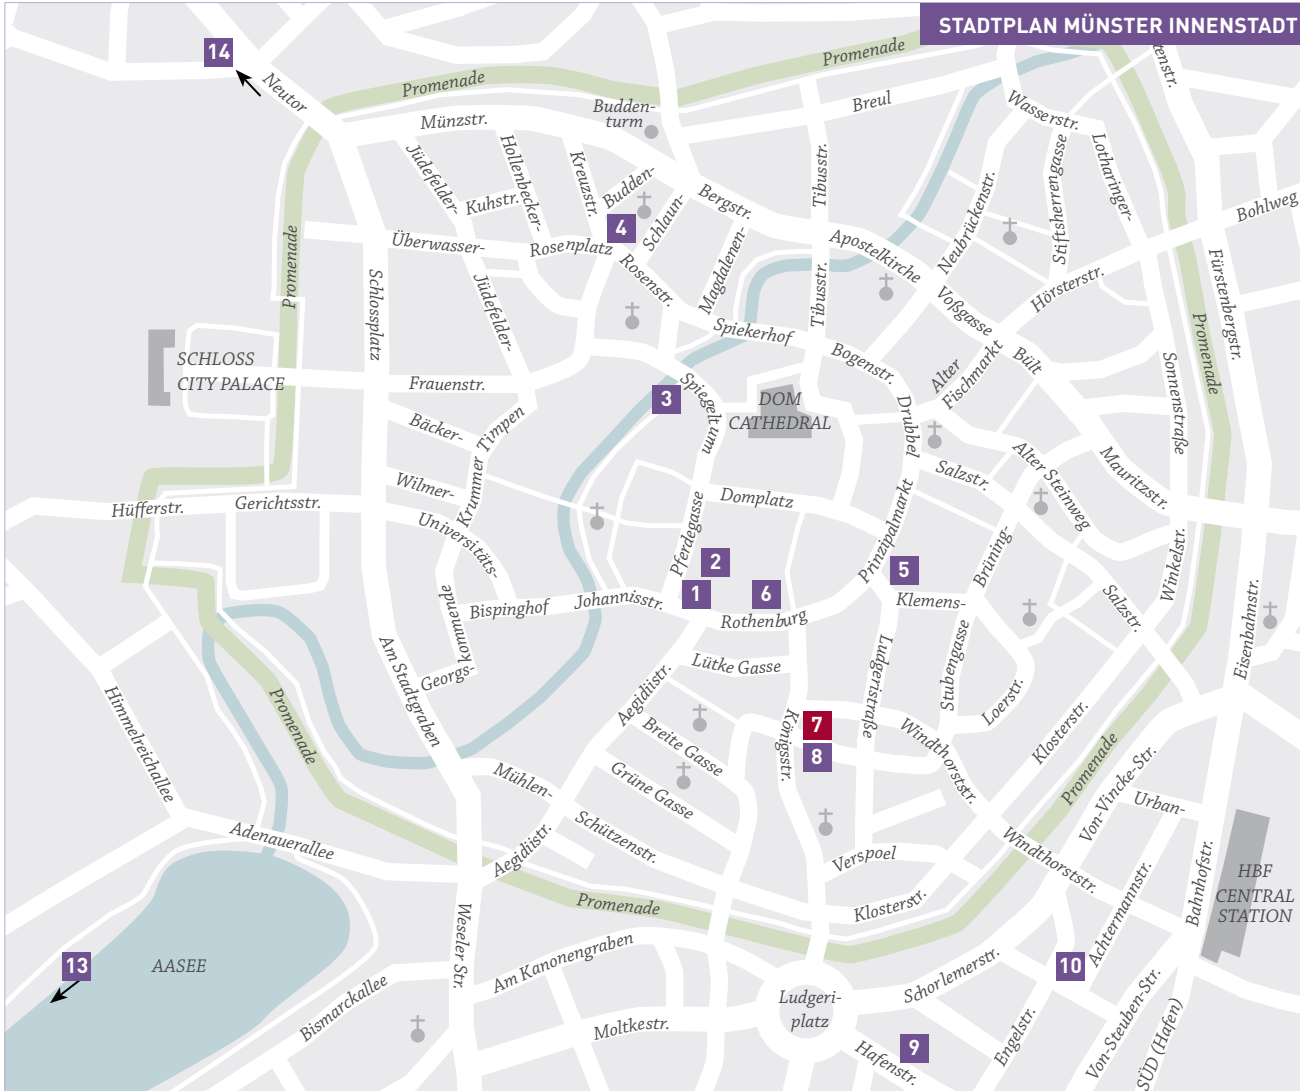 STADTPLAN MÜNSTER INNENSTADT
14
Neutor
Promenade
Promenade
tenstr.
Münzstr.
Budden-
turm
Breul
Wasserstr.
Jüdefelder-
Hollenbecker-
Kreuzstr.
Budden-
Tibusstr.
Lotharinger-
Stiftsherrengasse
Kuhstr.
Bergstr.
Schlaun-
Neubrückenstr.
Bohlweg
Promenade
Überwasser-
Rosenplatz
4
Magdalenen-
Apostelkirche
Rosenstr.
Tibusstr.
Hörsterstr.
Fürstenbergstr.
Schlossplatz
Jüdefelder-
Voßgasse
Spiekerhof
Promenade
SCHLOSS
CITY PALACE
Bogenstr.
Alter
Fischmarkt
Bült
Frauenstr.
3
Spiegelturm
DOM
CATHEDRAL
Drubbel
Sonnenstraße
Bäcker-
Krummer Timpen
Wilmer-
Salzstr.
Alter Steinweg
Mauritzstr.
Hüfferstr.
Gerichtsstr.
Domplatz
Universitäts-
Pferdegasse
Prinzipalmarkt
Brüning-
Winkelstr.
2
5
1
6
Georgs-
kommende
Bispinghof
Johannisstr.
Rothenburg
Klemens-
Salzstr.
Eisenbahnstr.
Am Stadtgraben
Lütke Gasse
Ludgeristraße
Stubengasse
Loerstr.
Himmelreichallee
Promenade
Aegidiistr.
Breite Gasse
Königsstr.
7
8
Windthorststr.
Klosterstr.
Promenade
Mühlen-
Grüne Gasse
Von-Vincke-Str.
Urban-
Adenauerallee
Schützenstr.
Aegidiistr.
Verspoel
Windthorststr.
HBF
CENTRAL
STATION
Promenade
Klosterstr.
Achtermannstr.
Bahnhofstr.
13
AASEE
Weseler Str.
Am Kanonengraben
Schorlemerstr.
10
Bismarckallee
Moltkestr.
Ludgeri-
platz
Hafenstr.
9
Engelstr.
Von-Steuben-Str.
SÜD (Hafen)